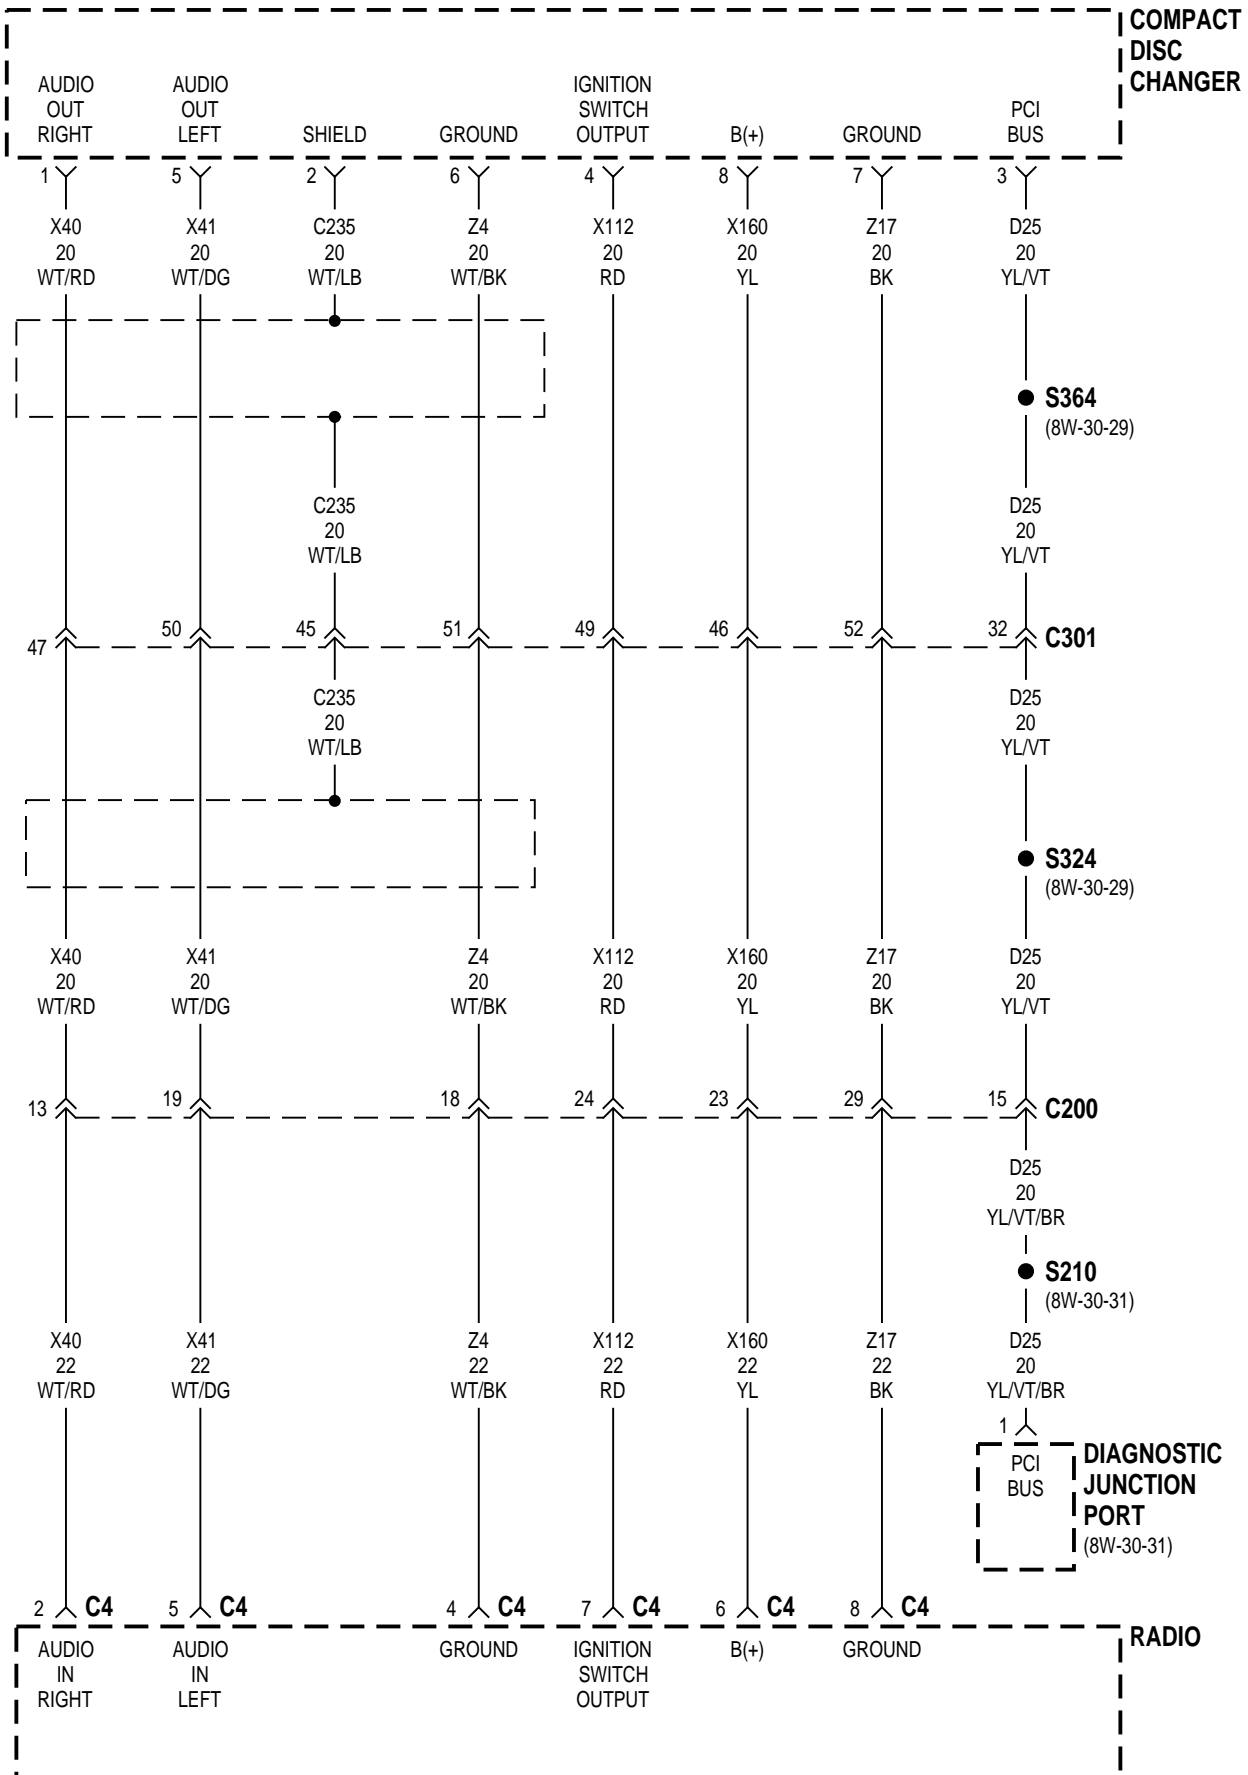 COMPACT
DISC
CHANGER
AUDIO
OUT
RIGHT
AUDIO
OUT
LEFT
SHIELD
GROUND
IGNITION
SWITCH
OUTPUT
B(+)
GROUND
PCI
BUS
1 5 2 6 4 8 7 3
X40 X41 C235 Z4 X112 X160 Z17 D25
20 20 20 20 20 20 20 20
WT/RD WT/DG WT/LB WT/BK RD YL BK YL/VT
S364
(8W-30-29)
C235 D25
20 20
WT/LB YL/VT
47 50 45 51 49 46 52 32 C301
C235 D25
20 20
WT/LB YL/VT
S324
(8W-30-29)
X40 X41 Z4 X112 X160 Z17 D25
20 20 20 20 20 20 20
WT/RD WT/DG WT/BK RD YL BK YL/VT
13 19 18 24 23 29 15 C200
D25
20
YL/VT/BR
S210
(8W-30-31)
X40 X41 Z4 X112 X160 Z17 D25
22 22 22 22 22 22 20
WT/RD WT/DG WT/BK RD YL BK YL/VT/BR
1
PCI
BUS
DIAGNOSTIC
JUNCTION
PORT
(8W-30-31)
2 C4 5 C4 4 C4 7 C4 6 C4 8 C4
RADIO
AUDIO
IN
RIGHT
AUDIO
IN
LEFT
GROUND
IGNITION
SWITCH
OUTPUT
B(+)
GROUND